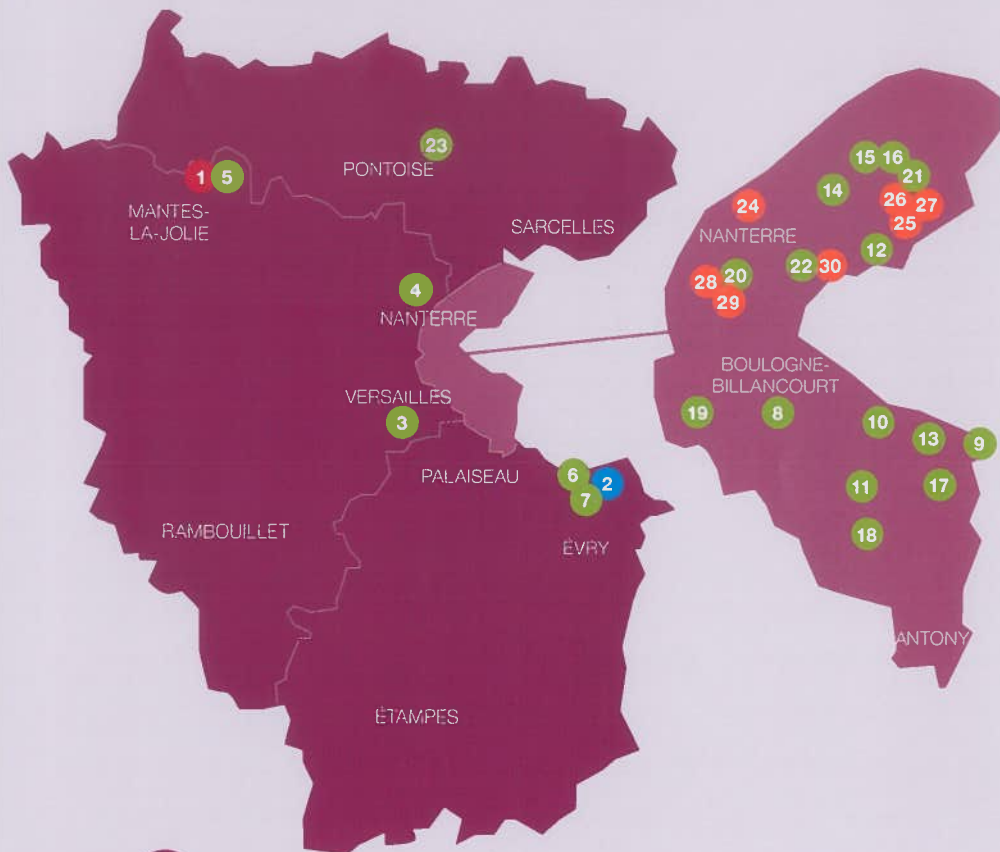 23
PONTOISE
1
5
MANTES-
LA-JOLIE
SARCELLES
4
NANTERRE
VERSAILLES
3
PALAISEAU
6
2
7
RAMBOUILLET
ÉVRY
ÉTAMPES
15
16
21
14
26
27
24
25
NANTERRE
12
22
30
20
28
29
BOULOGNE-
BILLANCOURT
19
8
10
13
9
11
17
18
ANTONY